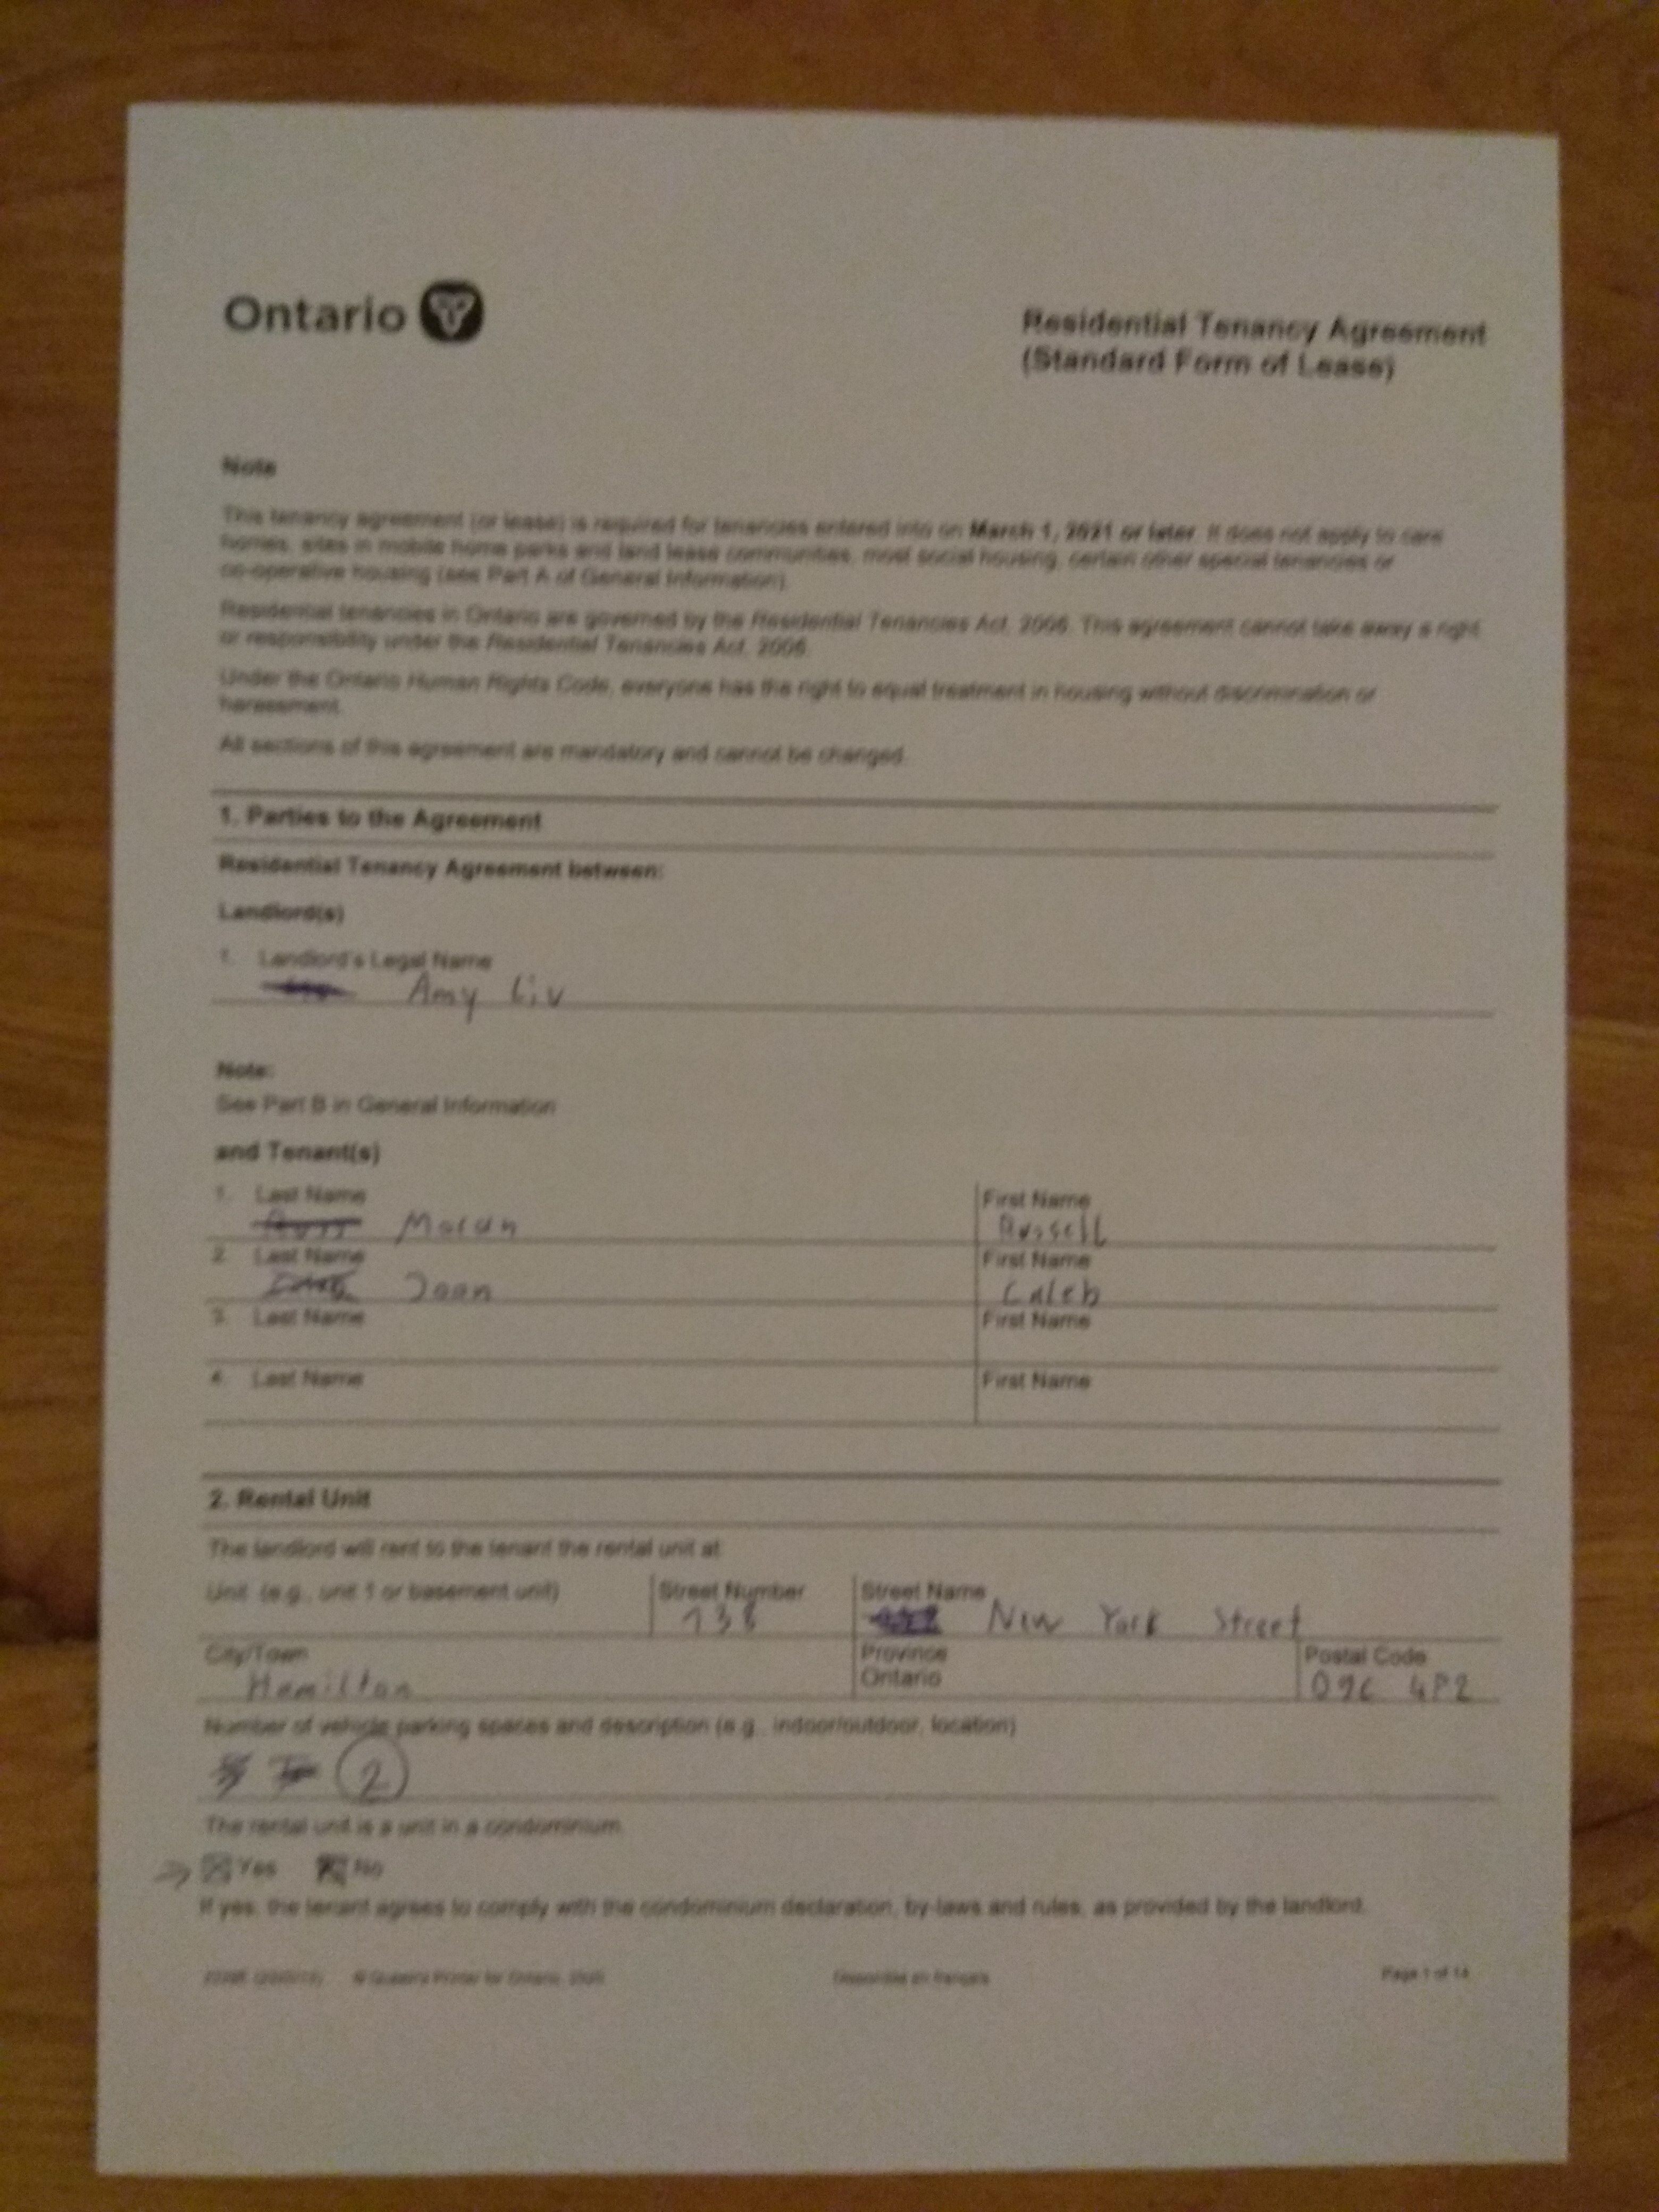 Ontario
Residential Tenancy Agreement
(Standard Form of Lease)
Note
This tenancy agreement (or lease) is required for tenancies entered into on March 1, 2021 or later. It does not apply to care
homes, sites in mobile home parks and land lease communities, most social housing, certain other special tenancies or
co-operative housing (see Part A of General Information).
Residential tenancies in Ontario are governed by the Residential Tenancies Act, 2006. This agreement cannot take away a right
or responsibility under the Residential Tenancies Act, 2006.
Under the Ontario Human Rights Code, everyone has the right to equal treatment in housing without discrimination or
harassment.
All sections of this agreement are mandatory and cannot be changed.
1. Parties to the Agreement
Residential Tenancy Agreement between:
Landlord(s)
1. Landlord's Legal Name
Amy Liv
Note:
See Part B in General Information
and Tenant(s)
1. Last Name First Name
Moran Russell
2. Last Name First Name
Joan Caleb
3. Last Name First Name
4. Last Name First Name
2. Rental Unit
The landlord will rent to the tenant the rental unit at:
Unit (e.g., unit 1 or basement unit) Street Number Street Name
738 New York Street
City/Town Province Postal Code
Hamilton Ontario 4P2
Number of vehicle parking spaces and description (e.g., indoor/outdoor, location)
2
The rental unit is a unit in a condominium.
Yes No
If yes, the tenant agrees to comply with the condominium declaration, by-laws and rules, as provided by the landlord.
© Queen's Printer for Ontario, 2020 Disponible en français Page 1 of 14